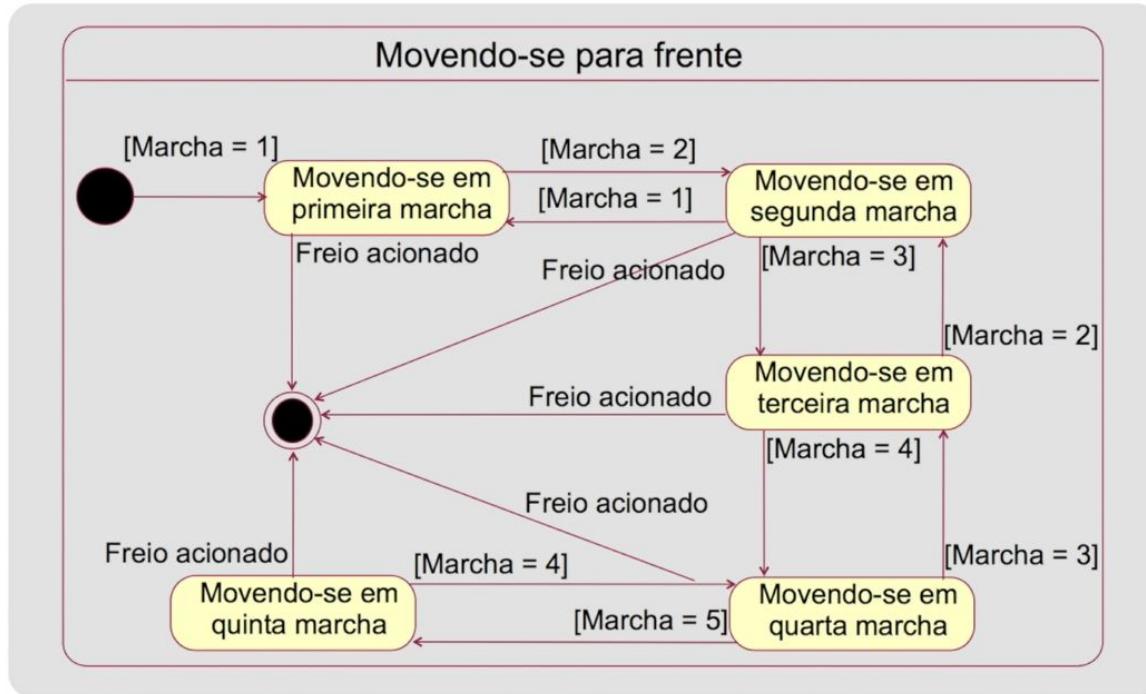 Movendo-se para frente
[Marcha = 1]
[Marcha = 2]
Movendo-se em
primeira marcha
[Marcha = 1]
Movendo-se em
segunda marcha
Freio acionado
Freio acionado
[Marcha = 3]
[Marcha = 2]
Movendo-se em
terceira marcha
Freio acionado
[Marcha = 4]
Freio acionado
Freio acionado
[Marcha = 4]
[Marcha = 3]
Movendo-se em
quinta marcha
[Marcha = 5]
Movendo-se em
quarta marcha